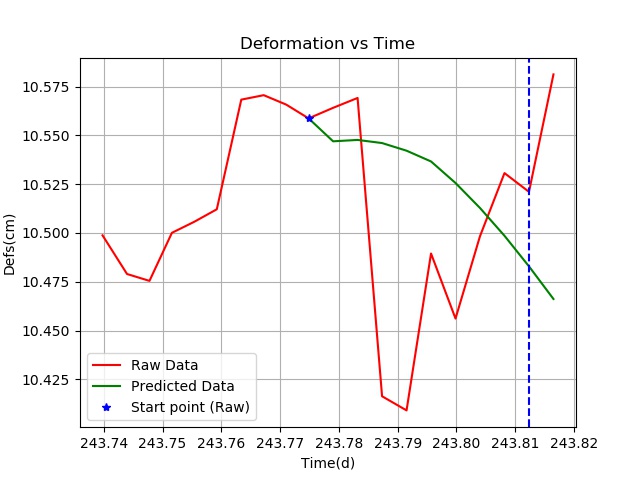 Deformation vs Time
Defs(cm)
10.575
10.550
10.525
10.500
10.475
10.450
10.425
Raw Data
Predicted Data
Start point (Raw)
243.74 243.75 243.76 243.77 243.78 243.79 243.80 243.81 243.82
Time(d)